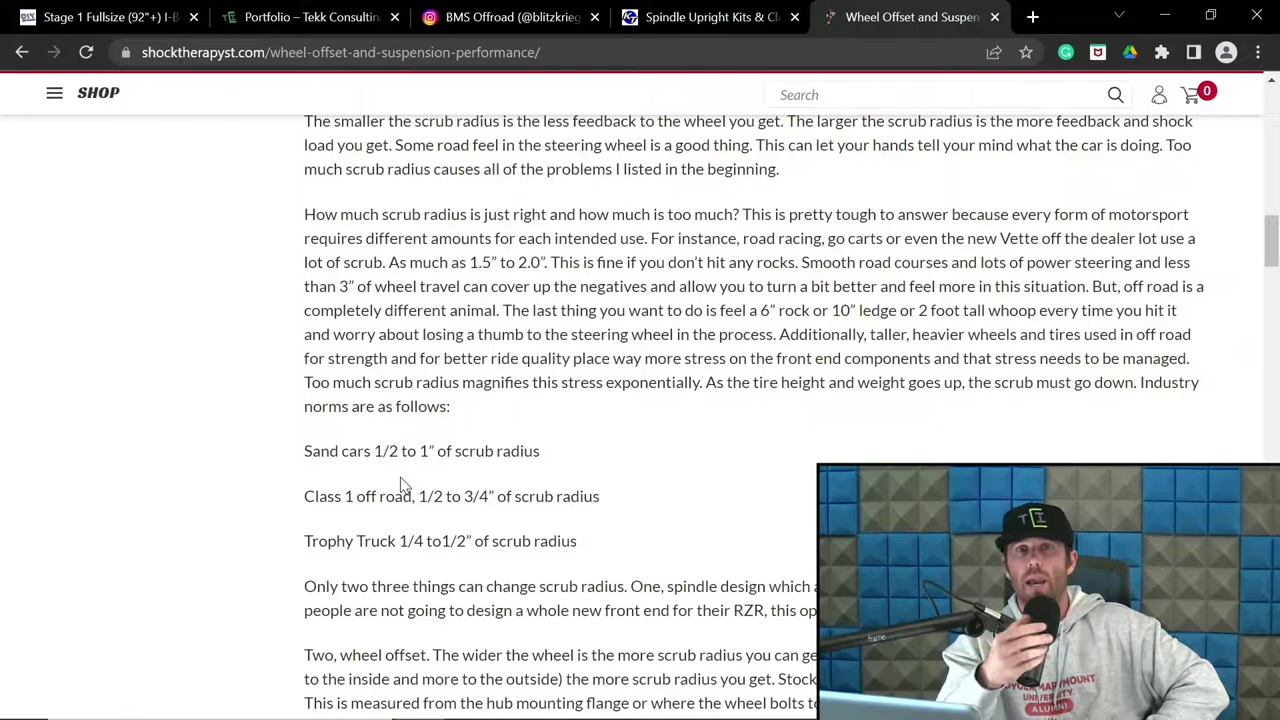 Stage 1 Fullsize (92"+) I-B
Portfolio – Tekk Consultin
BMS Offroad (@blitzkrieg
Spindle Upright Kits & Cl
Wheel Offset and Suspen
shocktherapyst.com/wheel-offset-and-suspension-performance/
SHOP
Search
0
The smaller the scrub radius is the less feedback to the wheel you get. The larger the scrub radius is the more feedback and shock
load you get. Some road feel in the steering wheel is a good thing. This can let your hands tell your mind what the car is doing. Too
much scrub radius causes all of the problems I listed in the beginning.
How much scrub radius is just right and how much is too much? This is pretty tough to answer because every form of motorsport
requires different amounts for each intended use. For instance, road racing, go carts or even the new Vette off the dealer lot use a
lot of scrub. As much as 1.5” to 2.0”. This is fine if you don’t hit any rocks. Smooth road courses and lots of power steering and less
than 3” of wheel travel can cover up the negatives and allow you to turn a bit better and feel more in this situation. But, off road is a
completely different animal. The last thing you want to do is feel a 6” rock or 10” ledge or 2 foot tall whoop every time you hit it
and worry about losing a thumb to the steering wheel in the process. Additionally, taller, heavier wheels and tires used in off road
for strength and for better ride quality place way more stress on the front end components and that stress needs to be managed.
Too much scrub radius magnifies this stress exponentially. As the tire height and weight goes up, the scrub must go down. Industry
norms are as follows:
Sand cars 1/2 to 1” of scrub radius
Class 1 off road, 1/2 to 3/4” of scrub radius
Trophy Truck 1/4 to1/2” of scrub radius
Only two three things can change scrub radius. One, spindle design which a
people are not going to design a whole new front end for their RZR, this op
Two, wheel offset. The wider the wheel is the more scrub radius you can ge
to the inside and more to the outside) the more scrub radius you get. Stock
This is measured from the hub mounting flange or where the wheel bolts to
TEI
frame
MARYMOUNT
UNIVERSITY
ALUMNI